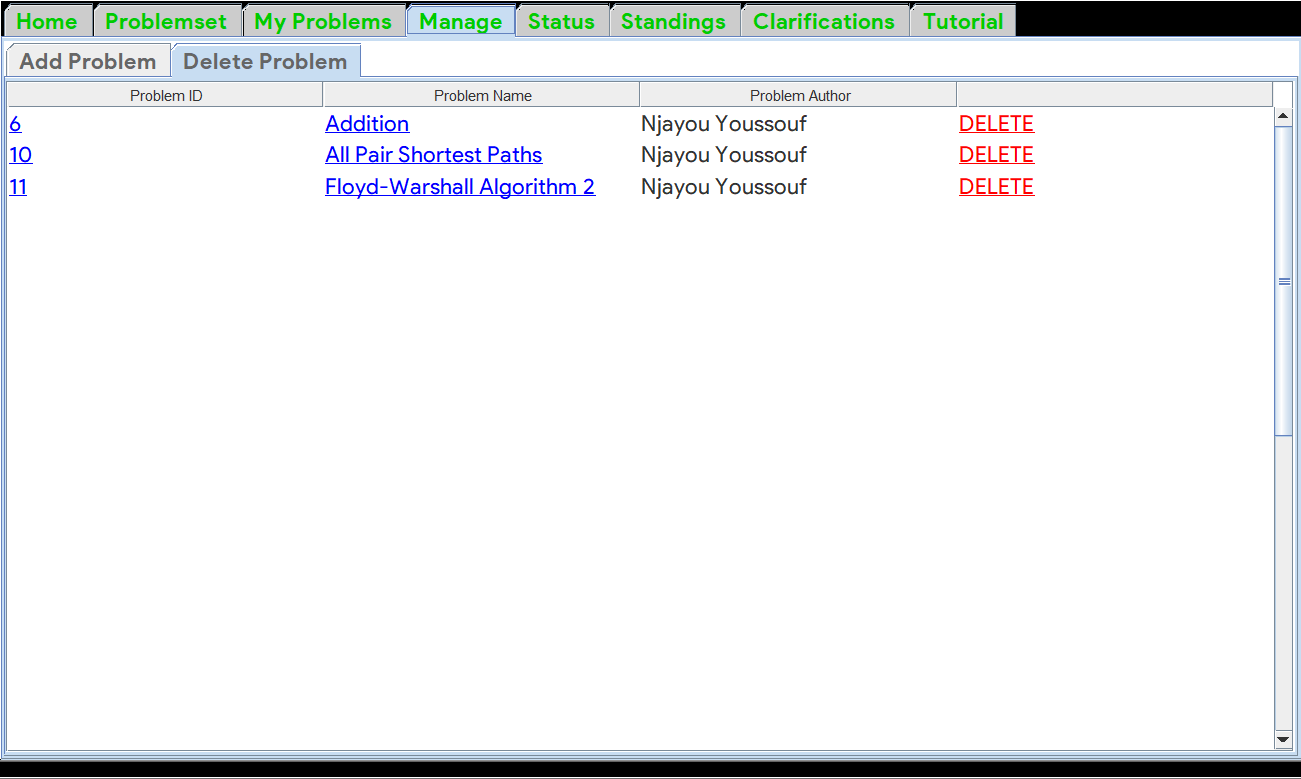 Home Problemset My Problems Manage Status Standings Clarifications Tutorial
Add Problem Delete Problem
Problem ID Problem Name Problem Author
6 Addition Njayou Youssouf DELETE
10 All Pair Shortest Paths Njayou Youssouf DELETE
11 Floyd-Warshall Algorithm 2 Njayou Youssouf DELETE